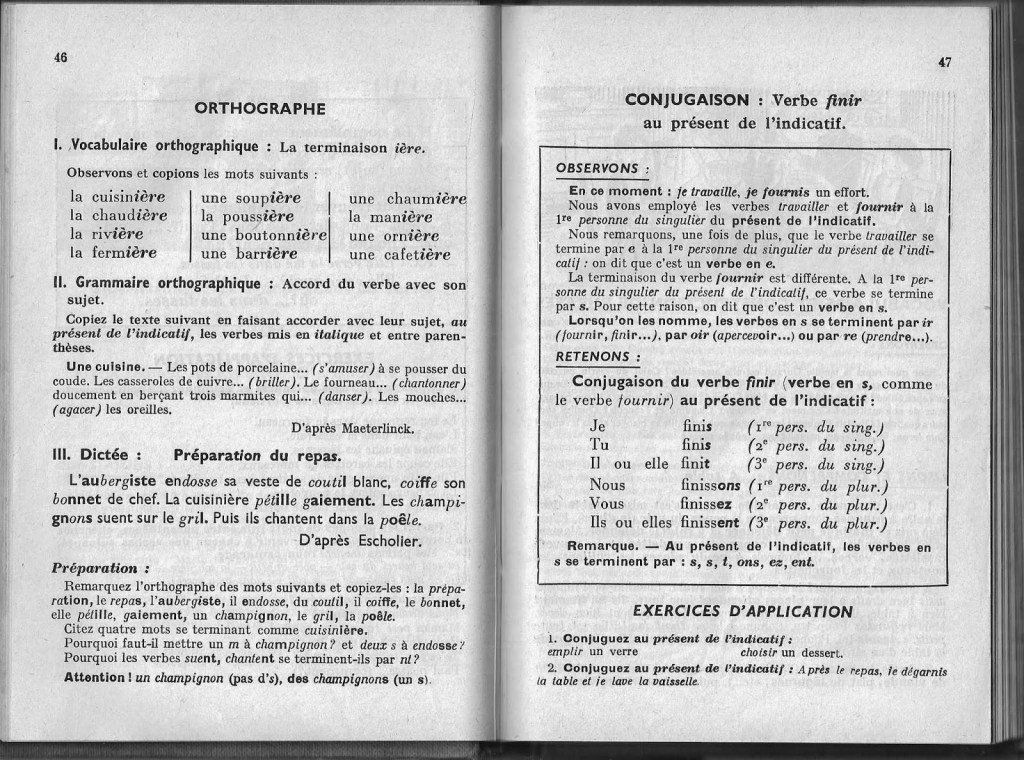 46
ORTHOGRAPHE
I. Vocabulaire orthographique : La terminaison ière.
Observons et copions les mots suivants :
la cuisinière une soupière une chaumière
la chaudière la poussière la manière
la rivière une boutonnière une ornière
la fermière une barrière une cafetière
II. Grammaire orthographique : Accord du verbe avec son
sujet.
Copiez le texte suivant en faisant accorder avec leur sujet, au
présent de l'indicatif, les verbes mis en italique et entre paren-
thèses.
Une cuisine. — Les pots de porcelaine... (s'amuser) à se pousser du
coude. Les casseroles de cuivre... (briller). Le fourneau... (chantonner)
doucement en berçant trois marmites qui... (danser). Les mouches...
(agacer) les oreilles.
D'après Maeterlinck.
III. Dictée : Préparation du repas.
L'aubergiste endosse sa veste de coutil blanc, coiffe son
bonnet de chef. La cuisinière pétille gaiement. Les champi-
gnons suent sur le gril. Puis ils chantent dans la poêle.
D'après Escholier.
Préparation :
Remarquez l'orthographe des mots suivants et copiez-les : la prépa-
ration, le repas, l'aubergiste, il endosse, du coutil, il coiffe, le bonnet,
elle pétille, gaiement, un champignon, le gril, la poêle.
Citez quatre mots se terminant comme cuisinière.
Pourquoi faut-il mettre un m à champignon ? et deux s à endosse ?
Pourquoi les verbes suent, chantent se terminent-ils par nt ?
Attention ! un champignon (pas d's), des champignons (un s).
47
CONJUGAISON : Verbe finir
au présent de l'indicatif.
OBSERVONS :
En ce moment : je travaille, je fournis un effort.
Nous avons employé les verbes travailler et fournir à la
1re personne du singulier du présent de l'indicatif.
Nous remarquons, une fois de plus, que le verbe travailler se
termine par e à la 1re personne du singulier du présent de l'indi-
catif : on dit que c'est un verbe en e.
La terminaison du verbe fournir est différente. A la 1re per-
sonne du singulier du présent de l'indicatif, ce verbe se termine
par s. Pour cette raison, on dit que c'est un verbe en s.
Lorsqu'on les nomme, les verbes en s se terminent par ir
(fournir, finir...), par oir (apercevoir...) ou par re (prendre...).
RETENONS :
Conjugaison du verbe finir (verbe en s, comme
le verbe fournir) au présent de l'indicatif :
Je finis (1re pers. du sing.)
Tu finis (2e pers. du sing.)
Il ou elle finit (3e pers. du sing.)
Nous finissons (1re pers. du plur.)
Vous finissez (2e pers. du plur.)
Ils ou elles finissent (3e pers. du plur.)
Remarque. — Au présent de l'indicatif, les verbes en
s se terminent par : s, s, t, ons, ez, ent.
EXERCICES D'APPLICATION
1. Conjuguez au présent de l'indicatif :
emplir un verre choisir un dessert.
2. Conjuguez au présent de l'indicatif : Après le repas, je dégarnis
la table et je lave la vaisselle.